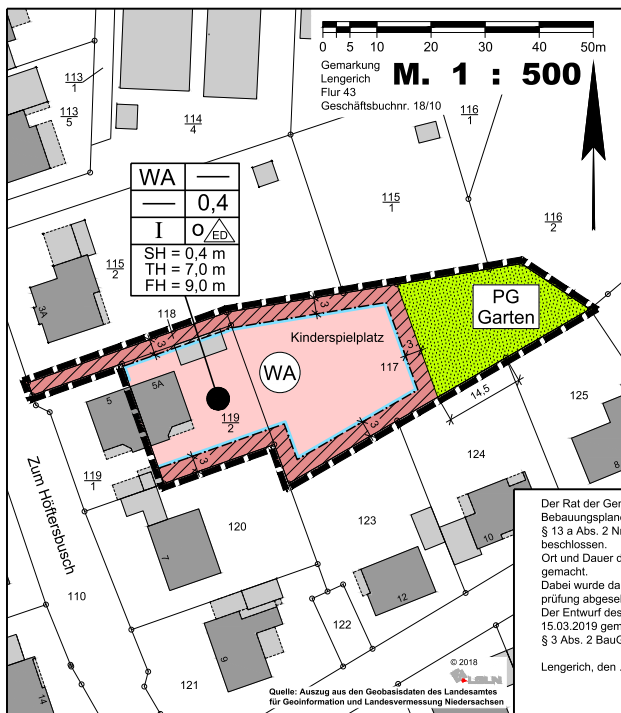 0 5 10 20 30 40 50m
Gemarkung
Lengerich
Flur 43
Geschäftsbuchnr. 18/10
M. 1 : 500
113
1
113
5
114
4
116
1
115
1
116
2
WA —
— 0,4
I o ED
SH = 0,4 m
TH = 7,0 m
FH = 9,0 m
115
2
3A
118
3
3
Kinderspielplatz
PG
Garten
WA
117
3
5
5A
119
2
14,5
3
3
125
124
8
119
1
Zum Höftersbusch
120
123
7
10
12
110
122
9
121
14
Der Rat der Ge
Bebauungsplan
§ 13 a Abs. 2 N
beschlossen.
Ort und Dauer d
gemacht.
Dabei wurde da
prüfung abgese
Der Entwurf des
15.03.2019 gem
§ 3 Abs. 2 BauG
Lengerich, den .
© 2018
LGLN
Quelle: Auszug aus den Geobasisdaten des Landesamtes
für Geoinformation und Landesvermessung Niedersachsen